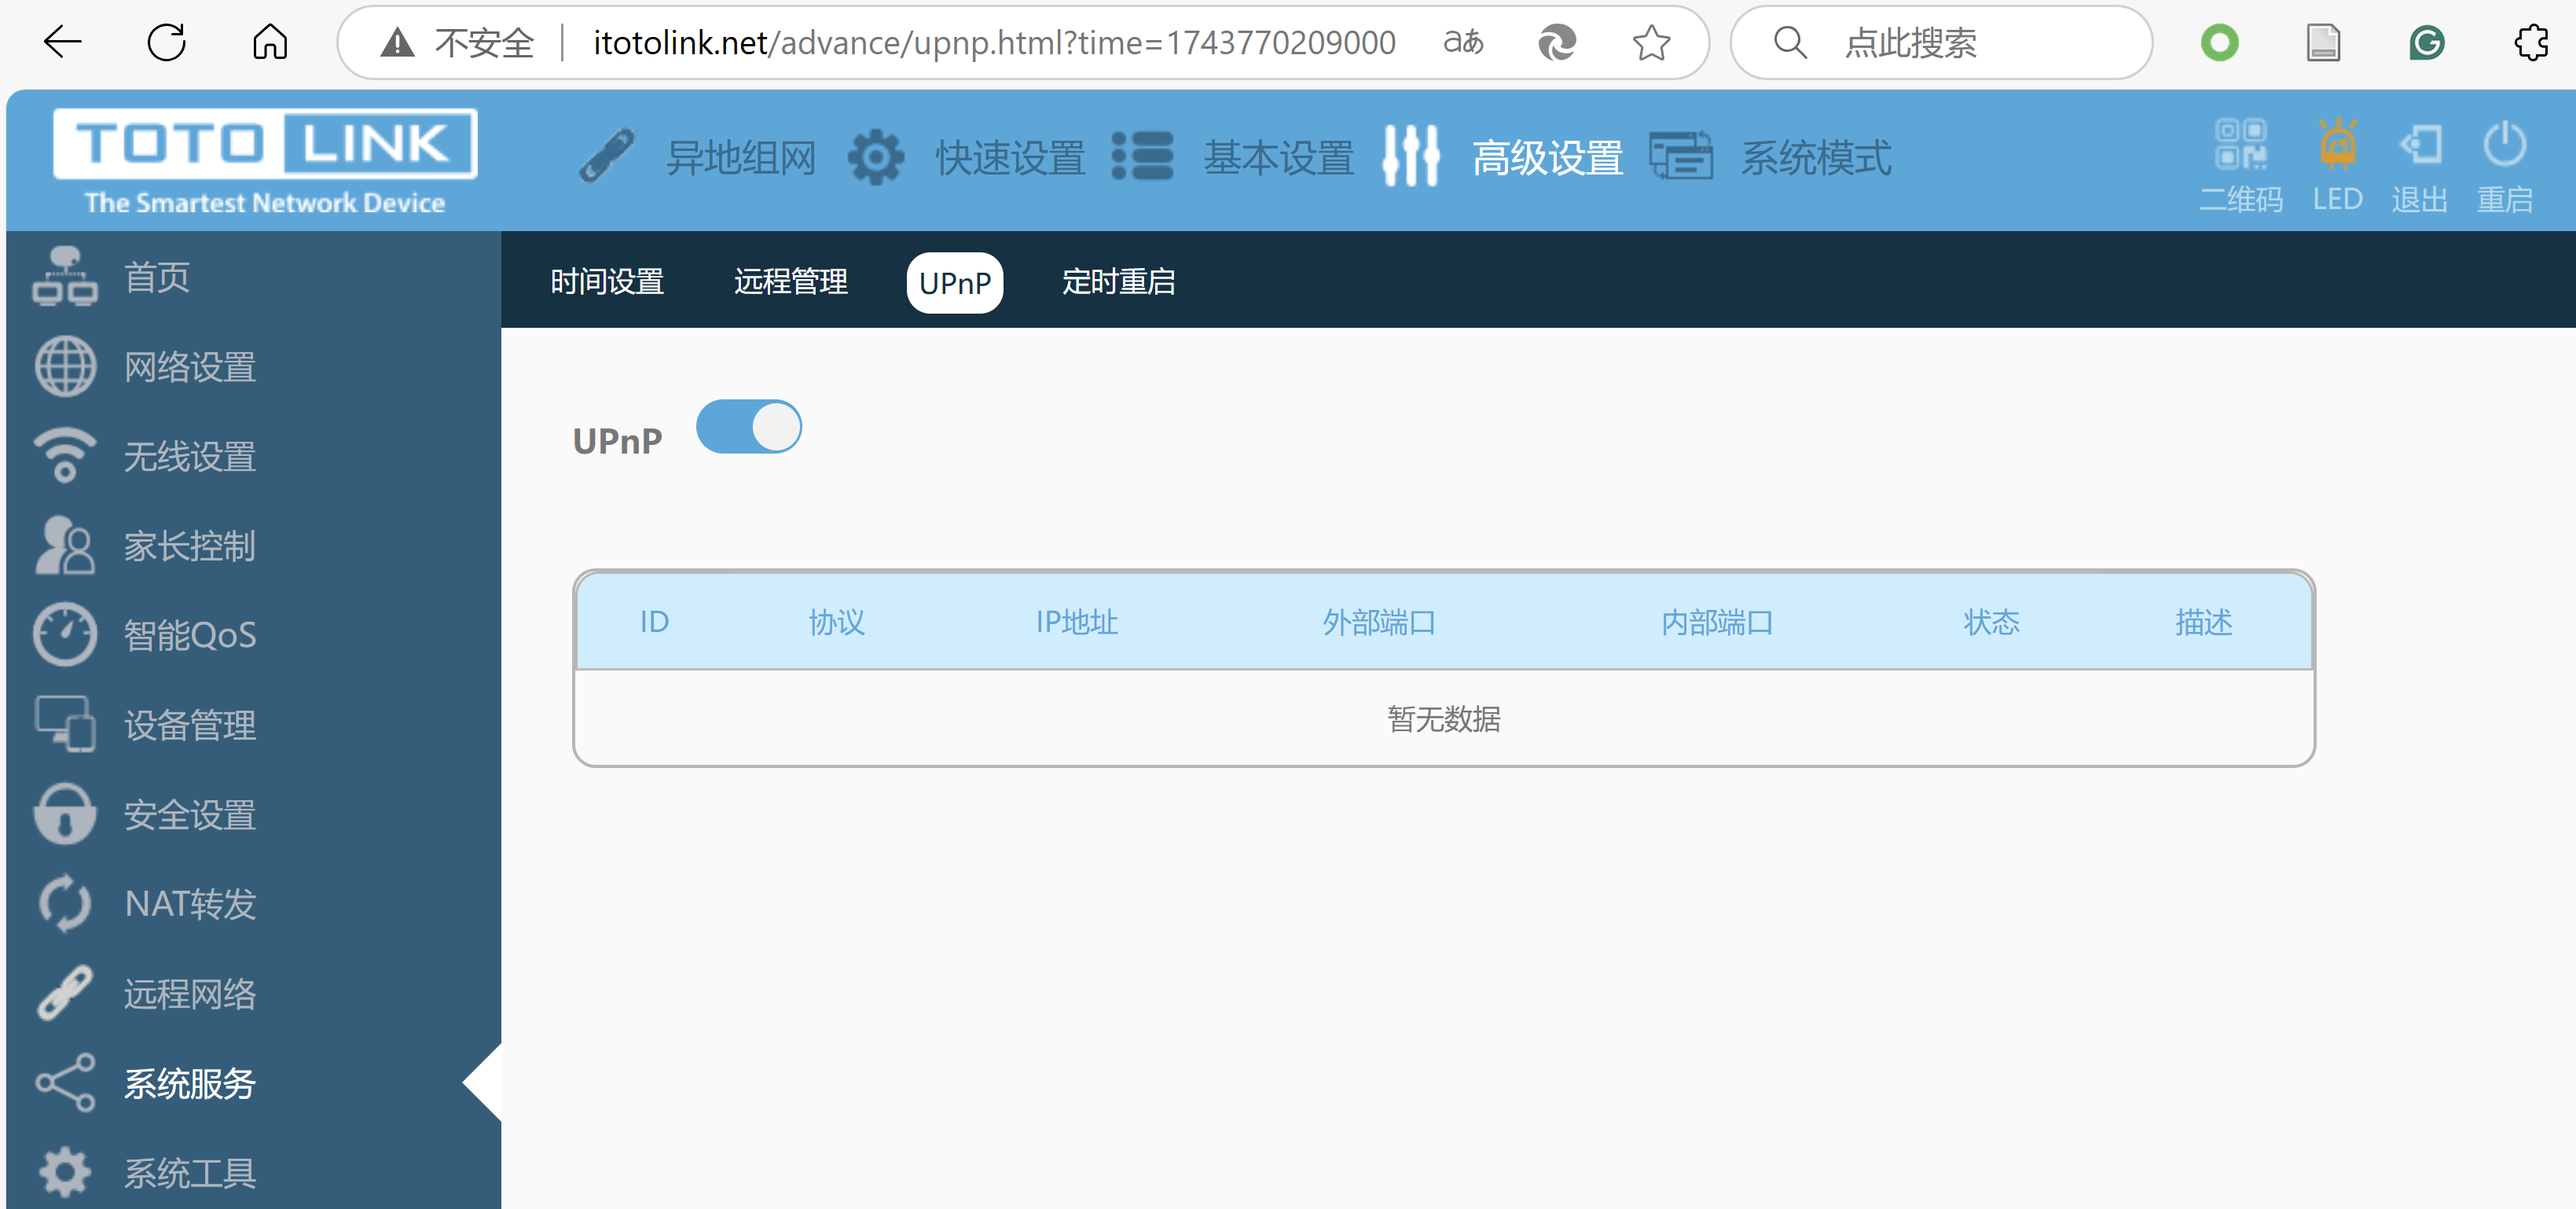 不安全 itotolink.net/advance/upnp.html?time=1743770209000 aあ 点此搜索
TOTO LINK
The Smartest Network Device
异地组网 快速设置 基本设置 高级设置 系统模式
二维码 LED 退出 重启
首页
网络设置
无线设置
家长控制
智能QoS
设备管理
安全设置
NAT转发
远程网络
系统服务
系统工具
时间设置 远程管理 UPnP 定时重启
UPnP
ID 协议 IP地址 外部端口 内部端口 状态 描述
暂无数据